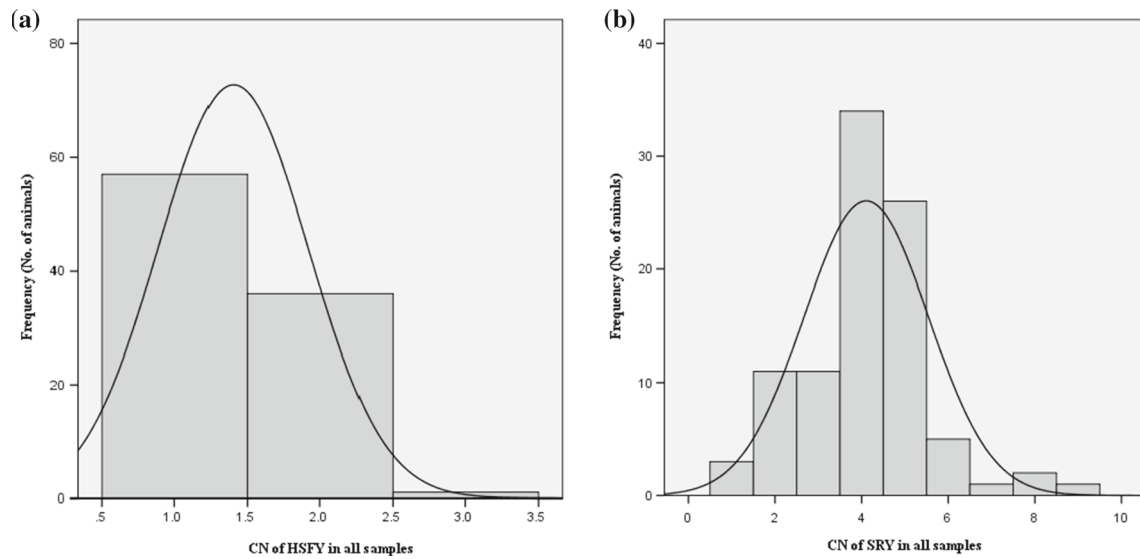 (a)
80
60
40
20
0
Frequency (No. of animals)
.5 1.0 1.5 2.0 2.5 3.0 3.5
CN of HSFY in all samples
(b)
40
30
20
10
0
Frequency (No. of animals)
0 2 4 6 8 10
CN of SRY in all samples